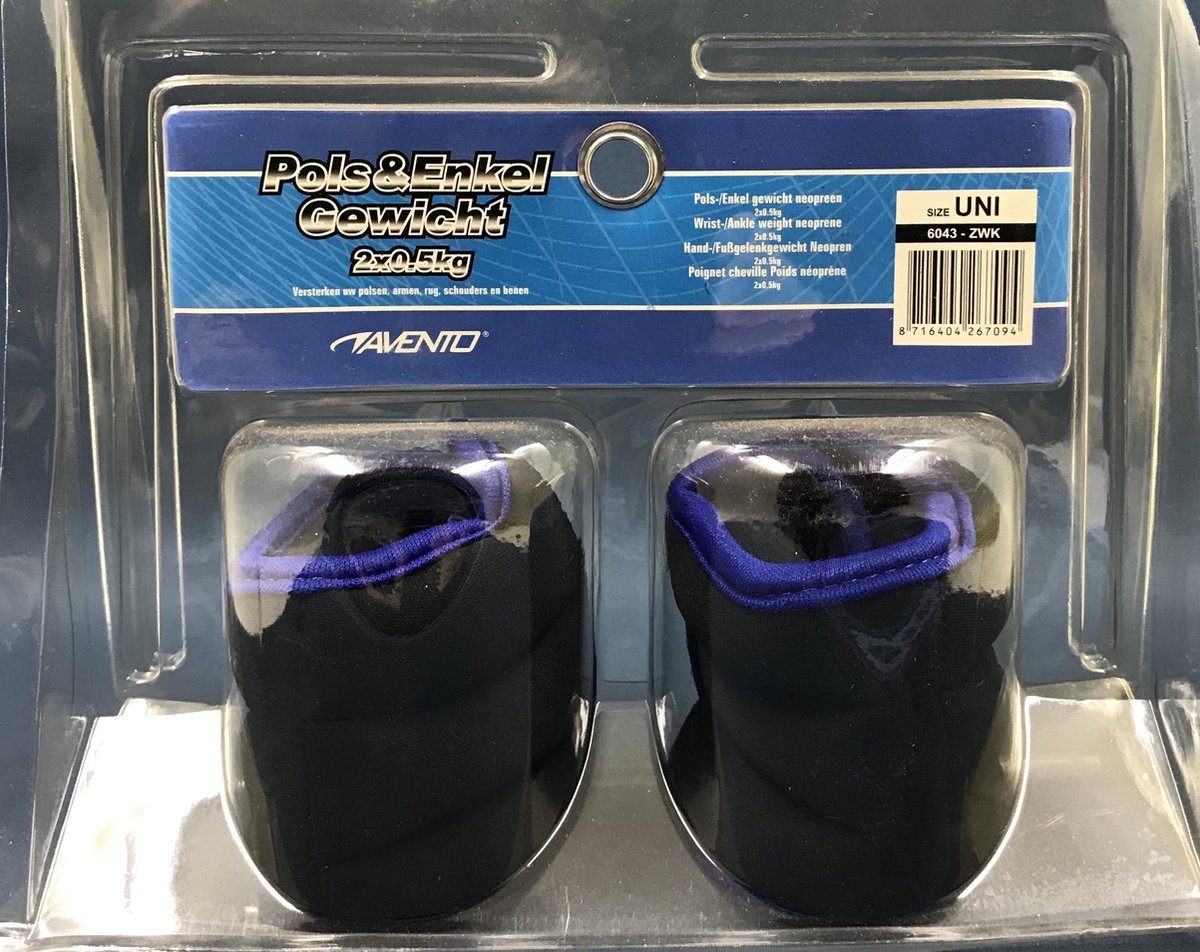 Pols&Enkel
Gewicht
2x0.5kg
Versterken uw polsen, armen, rug, schouders en benen
AVENTO®
Pols-/Enkel gewicht neopreen
2x0.5kg
Wrist-/Ankle weight neoprene
2x0.5kg
Hand-/Fußgelenkgewicht Neopren
2x0.5kg
Poignet cheville Poids néoprène
2x0.5kg
SIZE UNI
6043 - ZWK
8 716404 267094